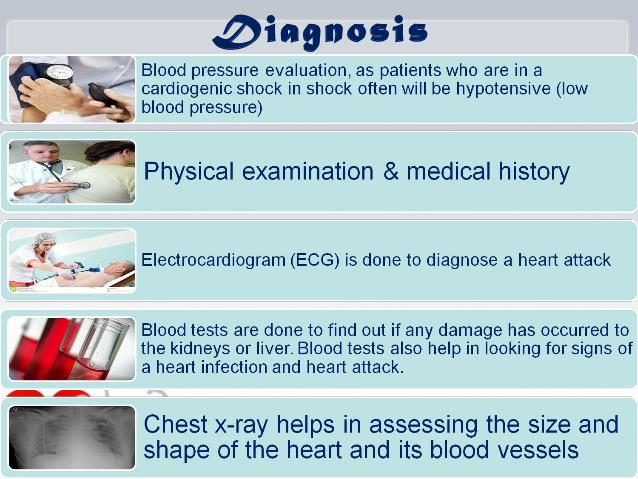 Diagnosis
Blood pressure evaluation, as patients who are in a
cardiogenic shock in shock often will be hypotensive (low
blood pressure)
Physical examination & medical history
Electrocardiogram (ECG) is done to diagnose a heart attack
Blood tests are done to find out if any damage has occurred to
the kidneys or liver. Blood tests also help in looking for signs of
a heart infection and heart attack.
Chest x-ray helps in assessing the size and
shape of the heart and its blood vessels